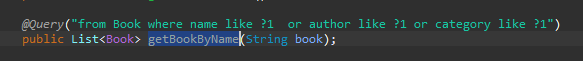 @Query("from Book where name like ?1  or author like ?1 or category like ?1")
public List<Book> getBookByName(String book);